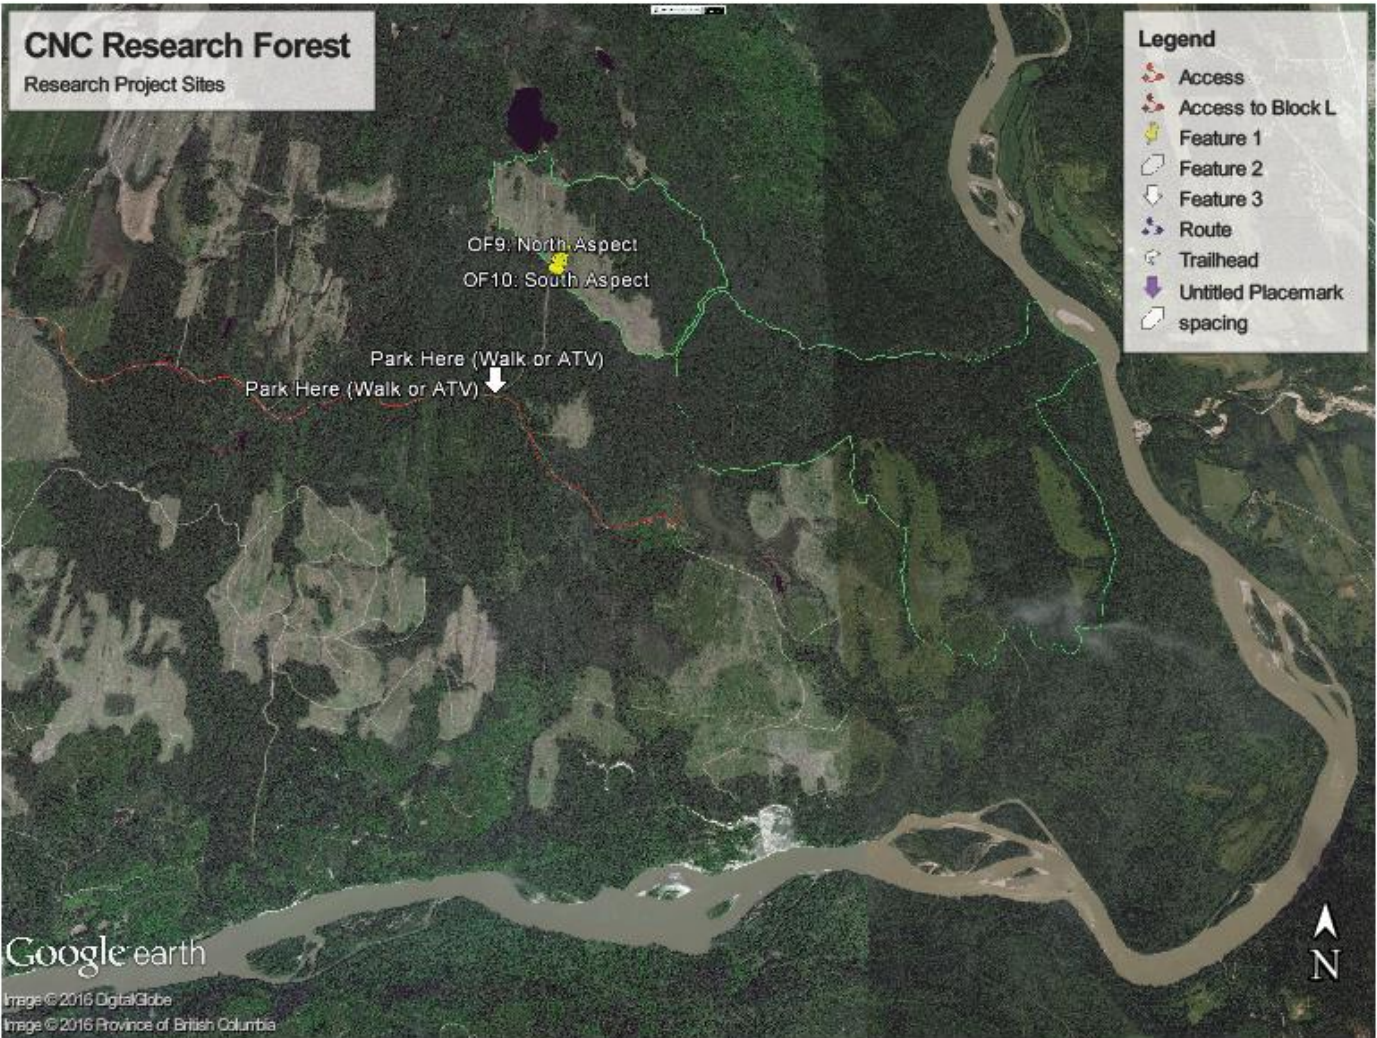 CNC Research Forest
Research Project Sites
Legend
Access
Access to Block L
Feature 1
Feature 2
Feature 3
Route
Trailhead
Untitled Placemark
spacing
OF9: North Aspect
OF10: South Aspect
Park Here (Walk or ATV)
Park Here (Walk or ATV)
N
Google earth
Image © 2016 DigitalGlobe
Image © 2016 Province of British Columbia